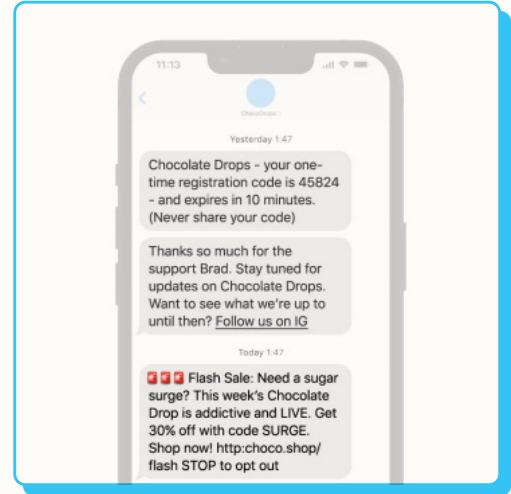 11:13
ChocoDrops >
Yesterday 1:47
Chocolate Drops – your one-
time registration code is 45824
- and expires in 10 minutes.
(Never share your code)
Thanks so much for the
support Brad. Stay tuned for
updates on Chocolate Drops.
Want to see what we're up to
until then? Follow us on IG
Today 1:47
🚨🚨🚨 Flash Sale: Need a sugar
surge? This week's Chocolate
Drop is addictive and LIVE. Get
30% off with code SURGE.
Shop now! http:choco.shop/
flash STOP to opt out